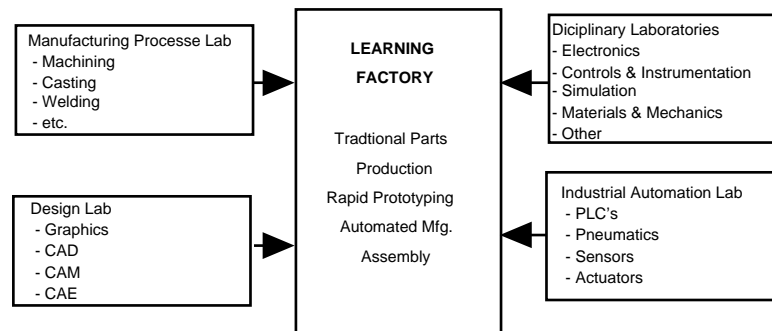 Manufacturing Processe Lab
- Machining
- Casting
- Welding
- etc.
Design Lab
- Graphics
- CAD
- CAM
- CAE
LEARNING
FACTORY
Tradtional Parts
Production
Rapid Prototyping
Automated Mfg.
Assembly
Diciplinary Laboratories
- Electronics
- Controls & Instrumentation
- Simulation
- Materials & Mechanics
- Other
Industrial Automation Lab
- PLC's
- Pneumatics
- Sensors
- Actuators